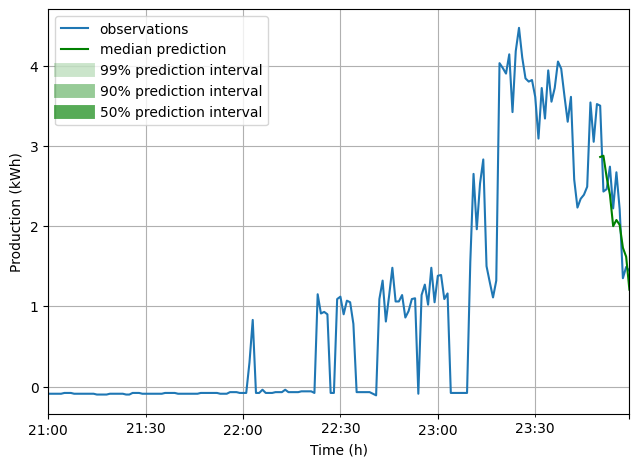 observations
median prediction
99% prediction interval
90% prediction interval
50% prediction interval
4
3
2
1
0
Production (kWh)
21:00
21:30
22:00
22:30
23:00
23:30
Time (h)